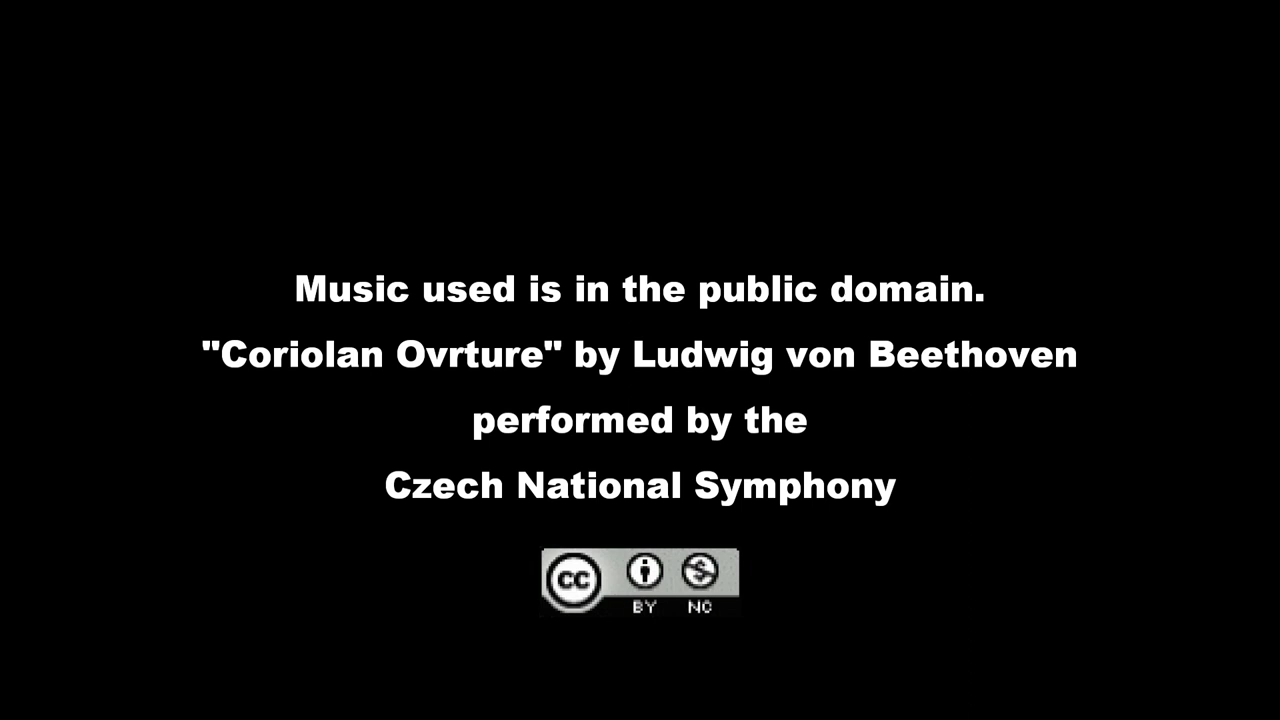 Music used is in the public domain.
"Coriolan Ovrture" by Ludwig von Beethoven
performed by the
Czech National Symphony
CC BY NC